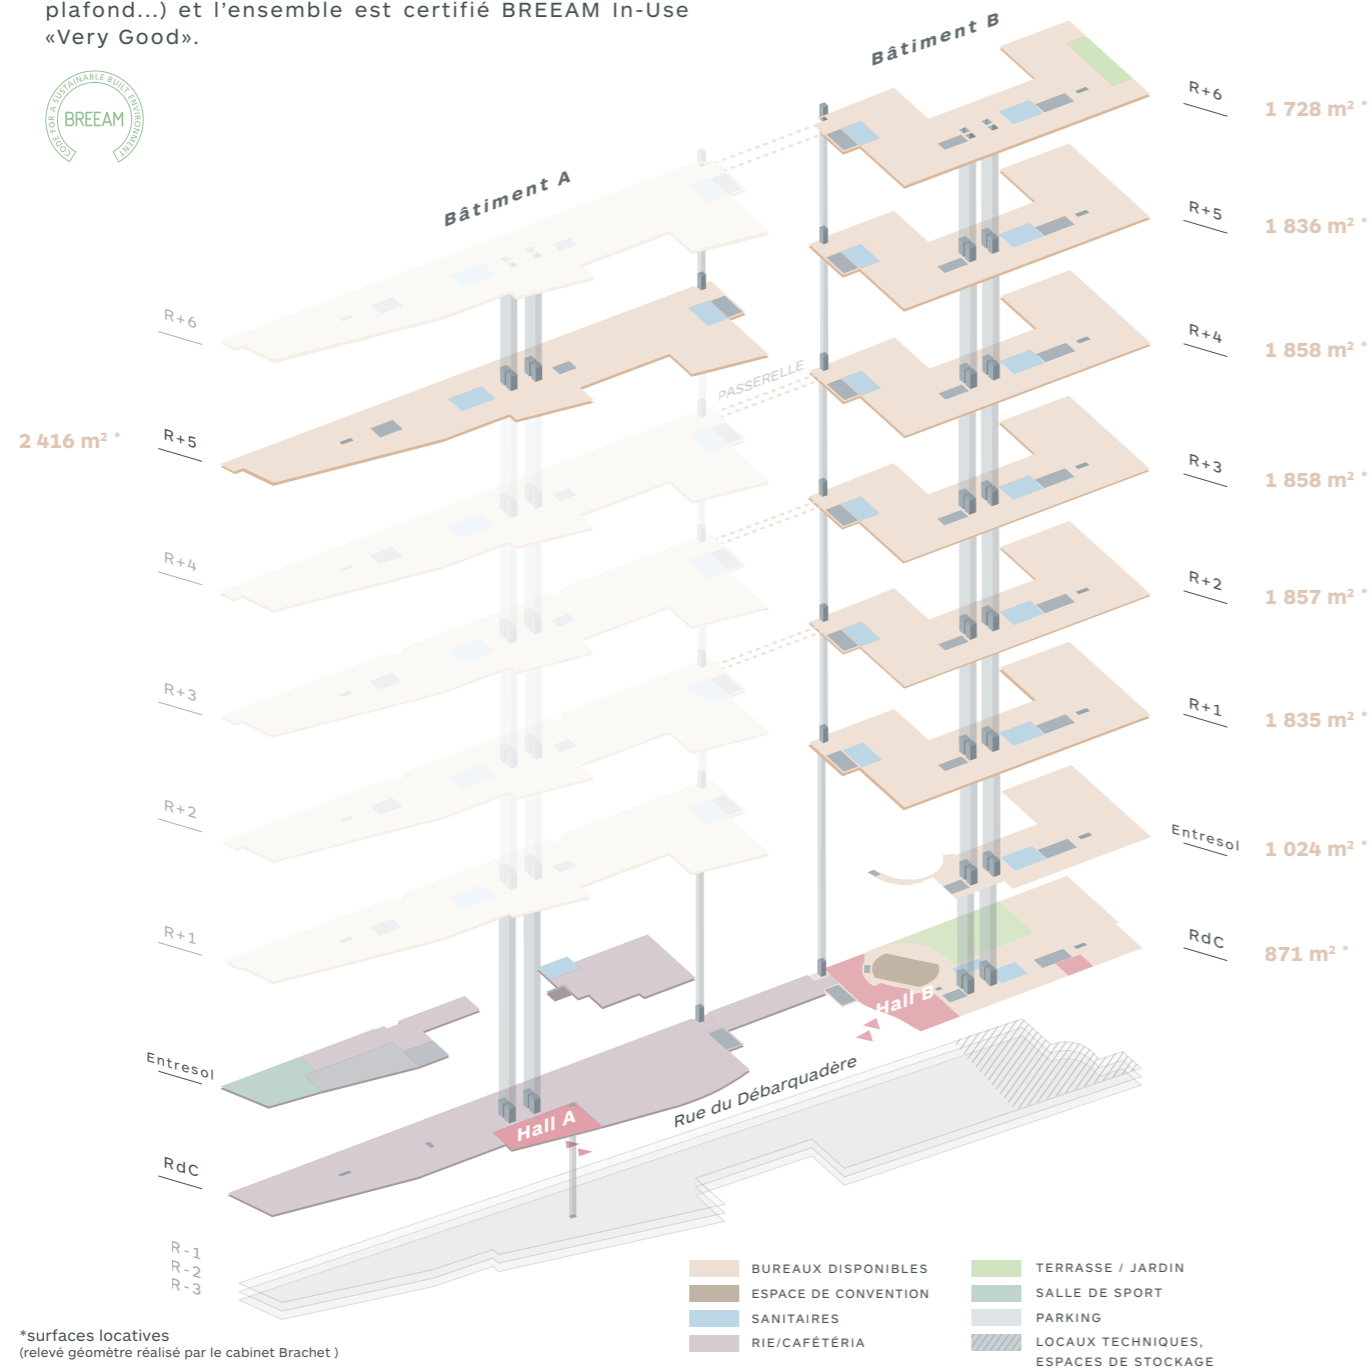 plafond...) et l'ensemble est certifié BREEAM In-Use
«Very Good».
CODE FOR A SUSTAINABLE BUILT ENVIRONMENT
BREEAM
Bâtiment A
Bâtiment B
R+6
R+5
2 416 m² *
R+4
R+3
R+2
R+1
Entresol
RdC
R-1
R-2
R-3
PASSERELLE
R+6
1 728 m² *
R+5
1 836 m² *
R+4
1 858 m² *
R+3
1 858 m² *
R+2
1 857 m² *
R+1
1 835 m² *
Entresol
1 024 m² *
RdC
871 m² *
Hall B
Hall A
Rue du Débarquadère
BUREAUX DISPONIBLES
ESPACE DE CONVENTION
SANITAIRES
RIE/CAFÉTÉRIA
TERRASSE / JARDIN
SALLE DE SPORT
PARKING
LOCAUX TECHNIQUES,
ESPACES DE STOCKAGE
*surfaces locatives
(relevé géomètre réalisé par le cabinet Brachet )